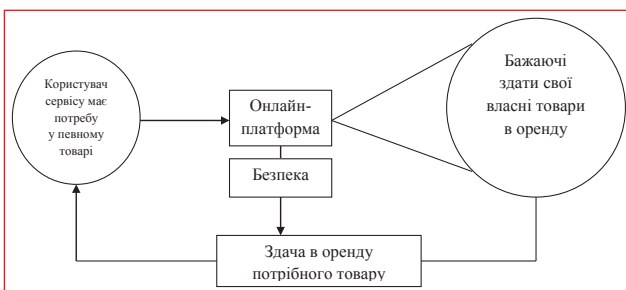 Користувач
сервісу має
потребу
у певному
товарі
Онлайн-
платформа
Безпека
Бажаючі
здати свої
власні товари
в оренду
Здача в оренду
потрібного товару